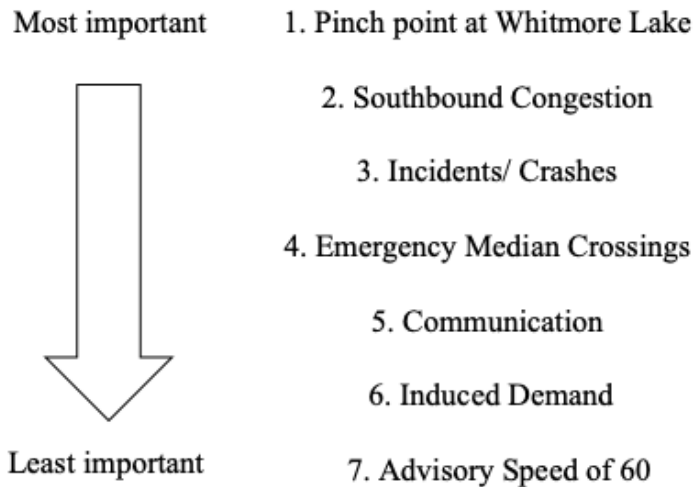 Most important
1. Pinch point at Whitmore Lake
2. Southbound Congestion
3. Incidents/ Crashes
4. Emergency Median Crossings
5. Communication
6. Induced Demand
Least important
7. Advisory Speed of 60